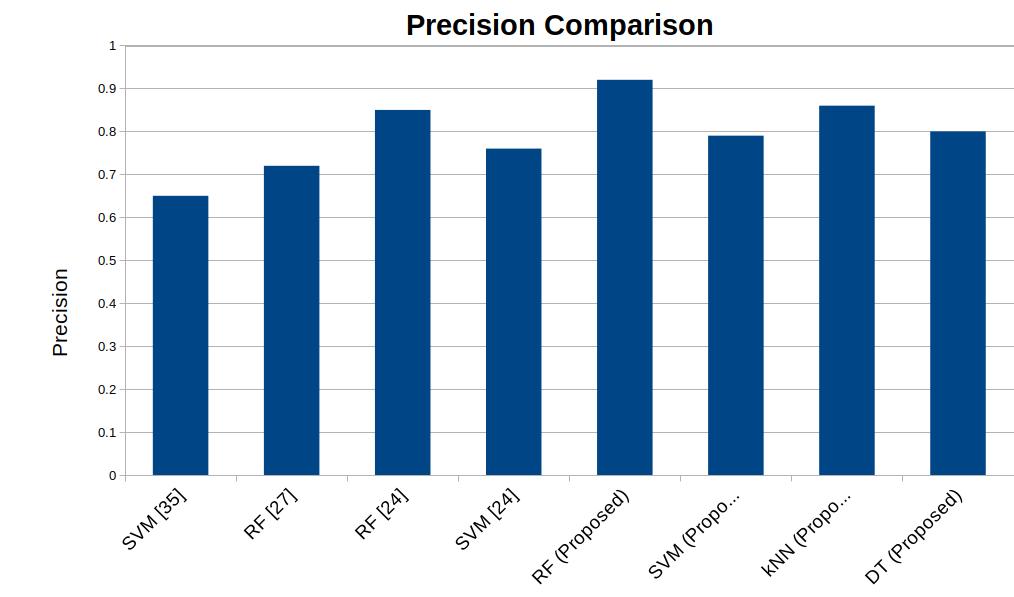 Precision Comparison
Precision
1
0.9
0.8
0.7
0.6
0.5
0.4
0.3
0.2
0.1
0
SVM [35]
RF [27]
RF [24]
SVM [24]
RF (Proposed)
SVM (Propo...
kNN (Propo...
DT (Proposed)